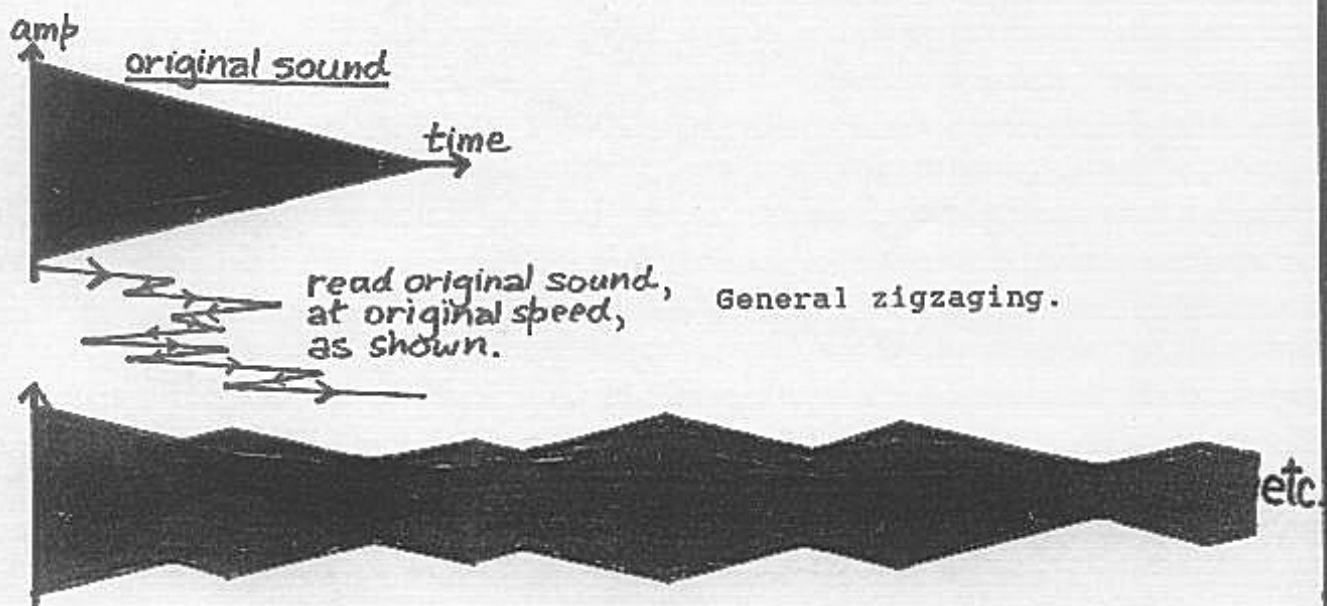 amp
original sound
time
read original sound,
at original speed,
as shown.
General zigzaging.
etc.